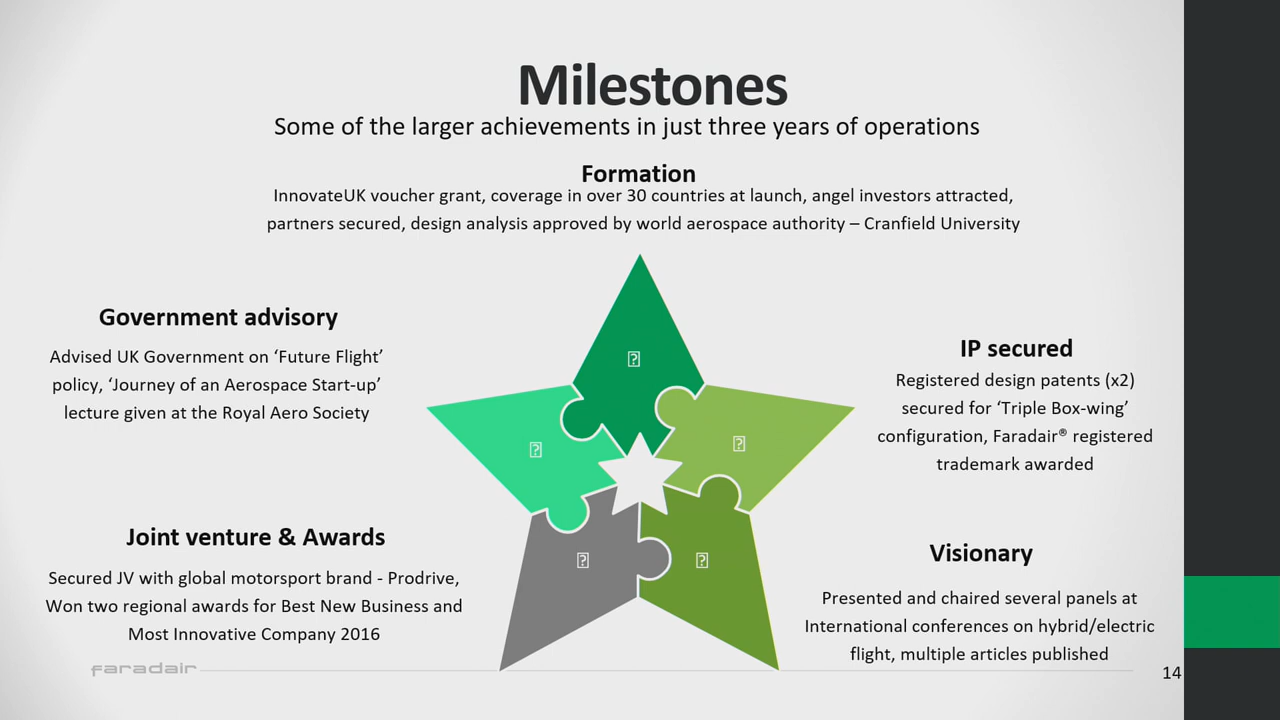 Milestones
Some of the larger achievements in just three years of operations
Formation
InnovateUK voucher grant, coverage in over 30 countries at launch, angel investors attracted,
partners secured, design analysis approved by world aerospace authority – Cranfield University
Government advisory
Advised UK Government on ‘Future Flight’
policy, ‘Journey of an Aerospace Start-up’
lecture given at the Royal Aero Society
IP secured
Registered design patents (x2)
secured for ‘Triple Box-wing’
configuration, Faradair® registered
trademark awarded
Joint venture & Awards
Secured JV with global motorsport brand - Prodrive,
Won two regional awards for Best New Business and
Most Innovative Company 2016
Visionary
Presented and chaired several panels at
International conferences on hybrid/electric
flight, multiple articles published
faradair
14